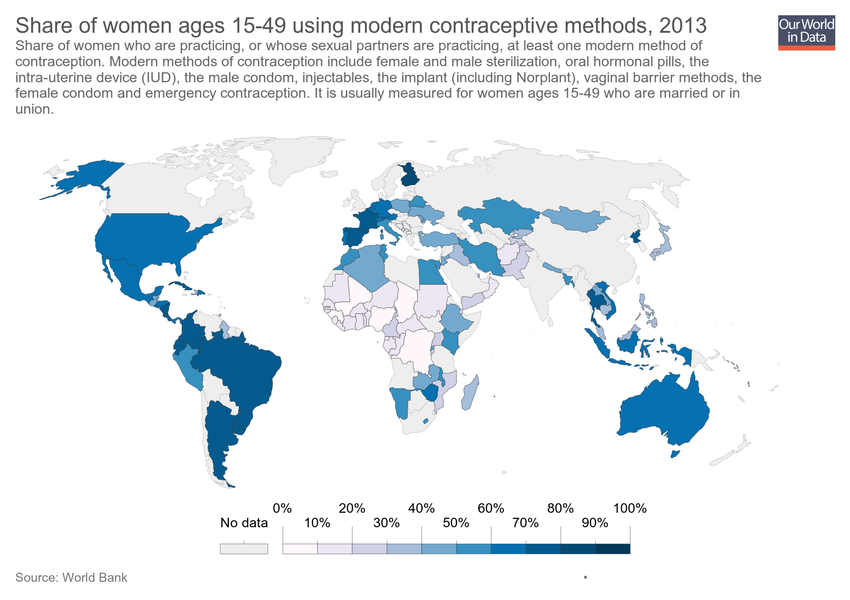 Share of women ages 15-49 using modern contraceptive methods, 2013
Our World
in Data
Share of women who are practicing, or whose sexual partners are practicing, at least one modern method of
contraception. Modern methods of contraception include female and male sterilization, oral hormonal pills, the
intra-uterine device (IUD), the male condom, injectables, the implant (including Norplant), vaginal barrier methods, the
female condom and emergency contraception. It is usually measured for women ages 15-49 who are married or in
union.
0% 20% 40% 60% 80% 100%
No data 10% 30% 50% 70% 90%
Source: World Bank